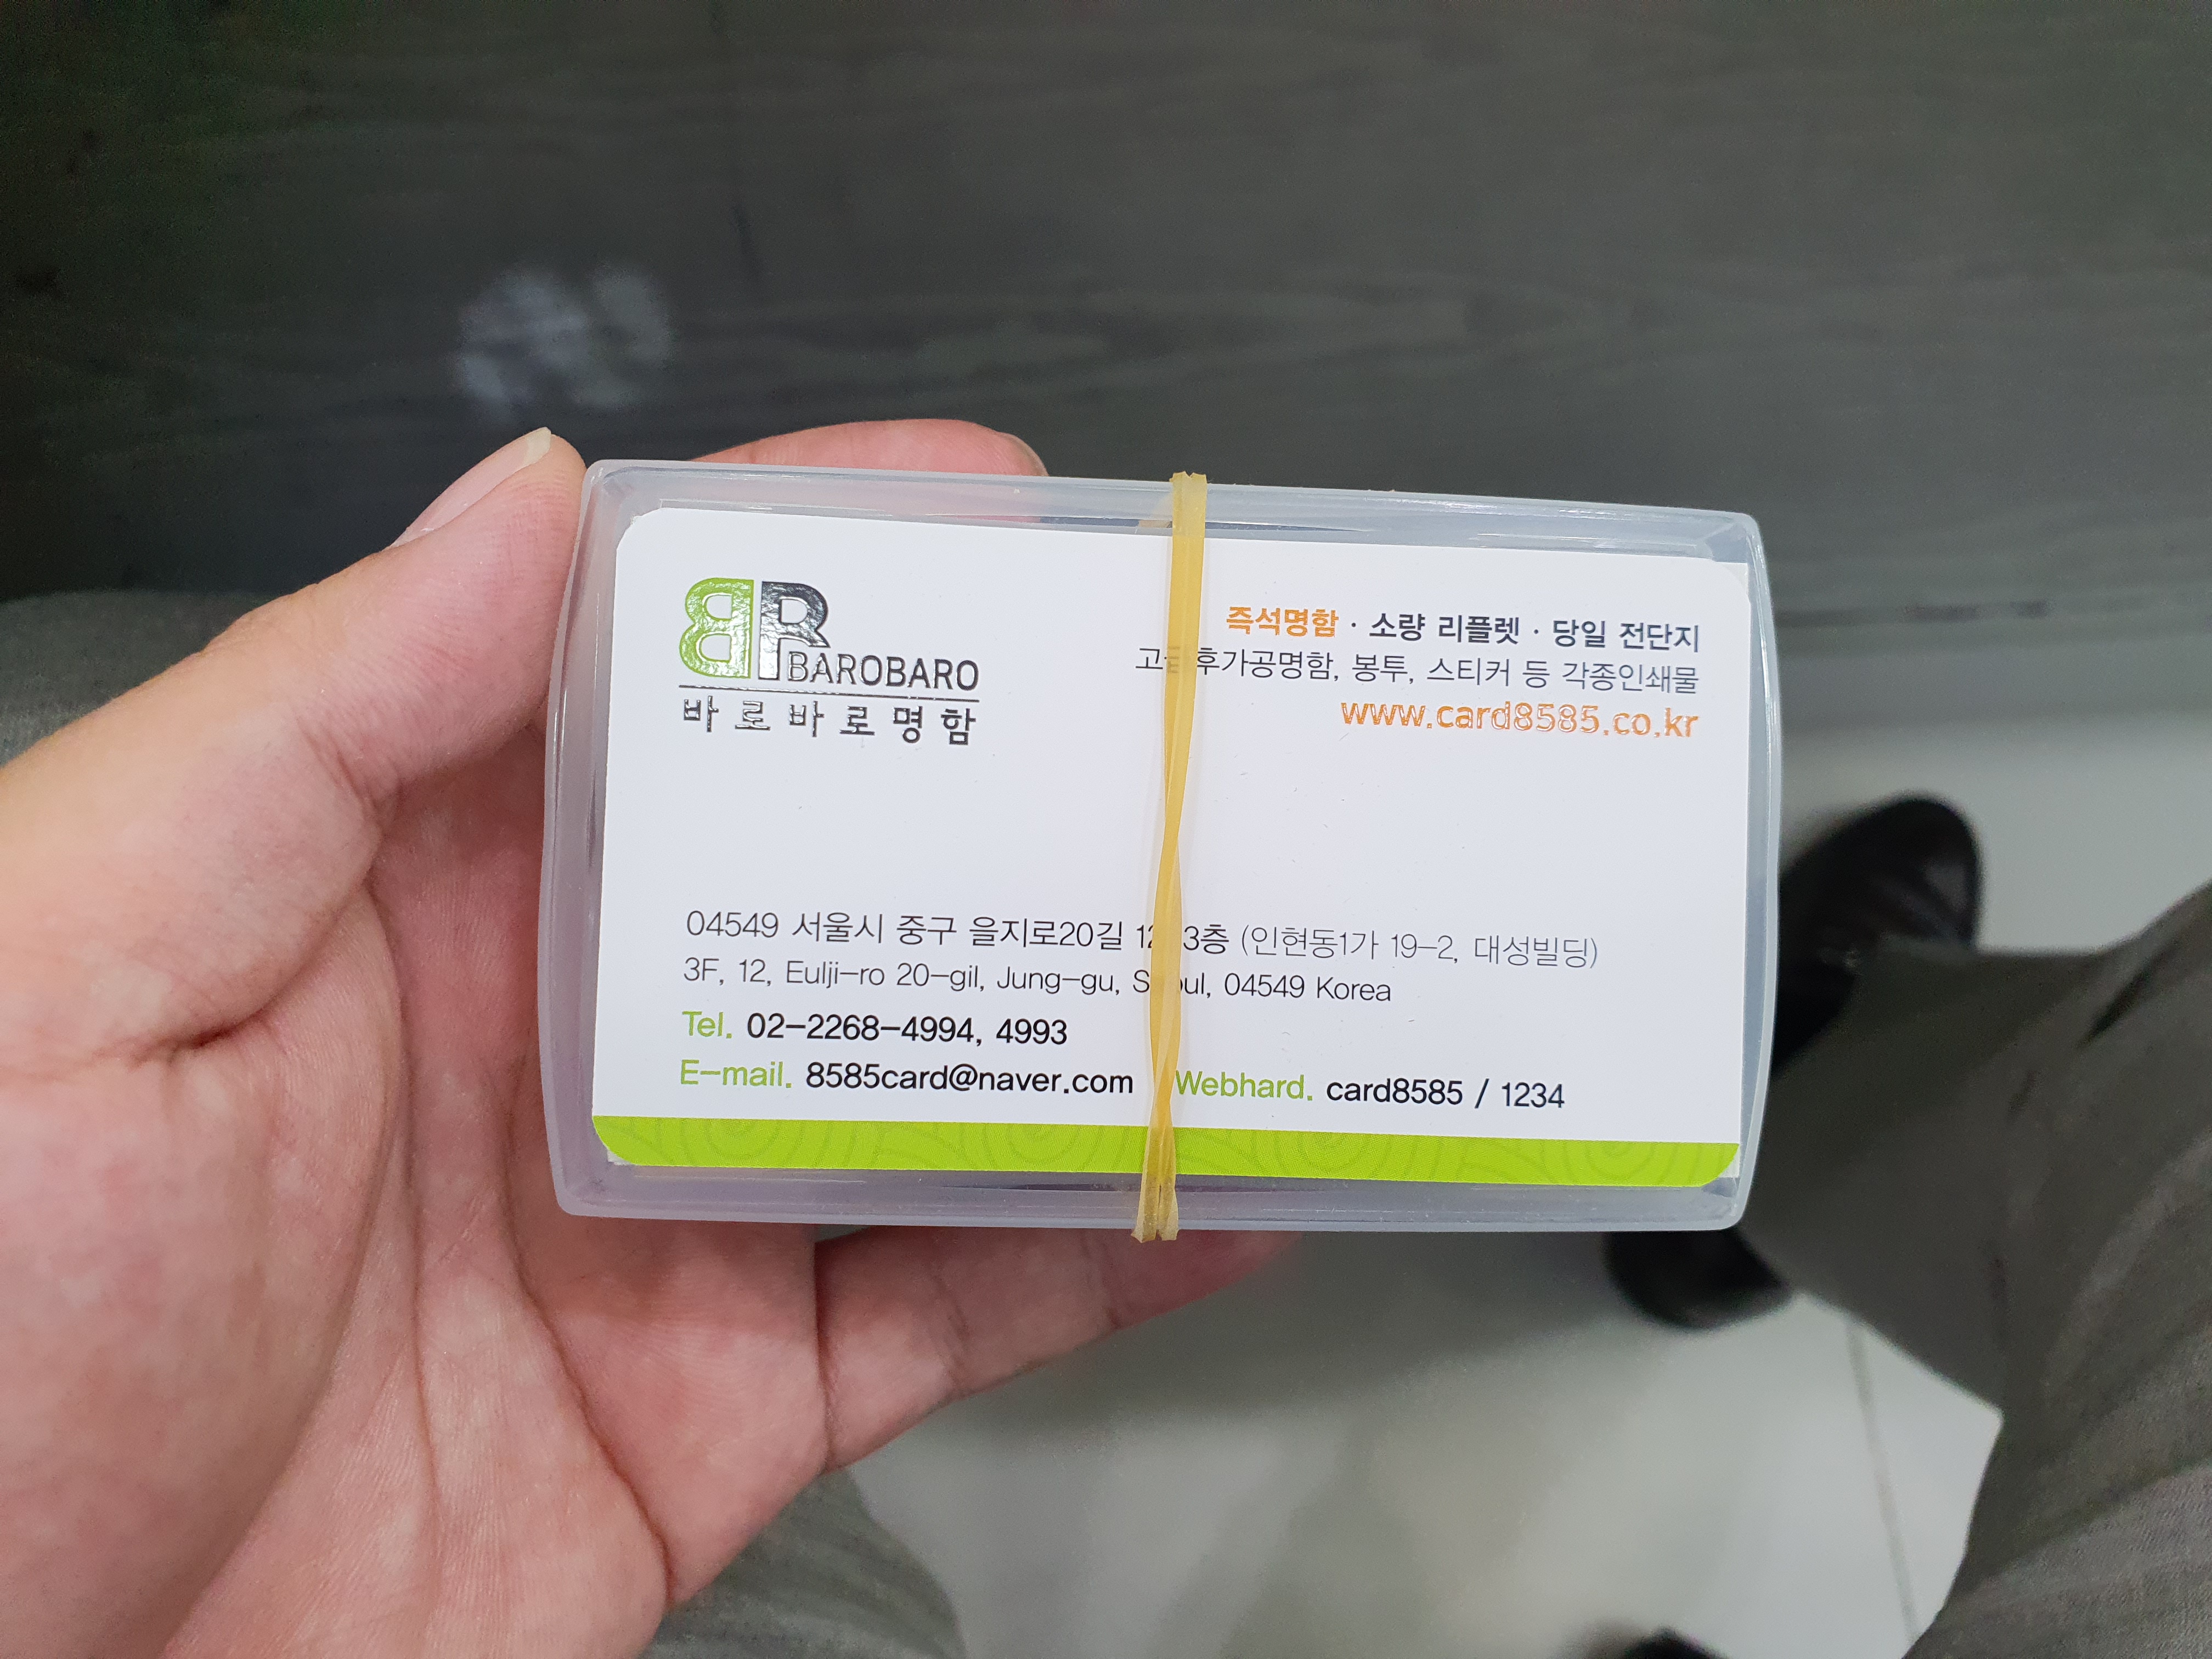 BR BAROBARO
바로바로명함
즉석명함 · 소량 리플렛 · 당일 전단지
후가공명함, 봉투, 스티커 등 각종인쇄물
www.card8585.co.kr
04549 서울시 중구 을지로20길 12 3층 (인현동1가 19-2, 대성빌딩)
3F, 12, Eulji-ro 20-gil, Jung-gu, Seoul, 04549 Korea
Tel. 02-2268-4994, 4993
E-mail. 8585card@naver.com Webhard. card8585 / 1234